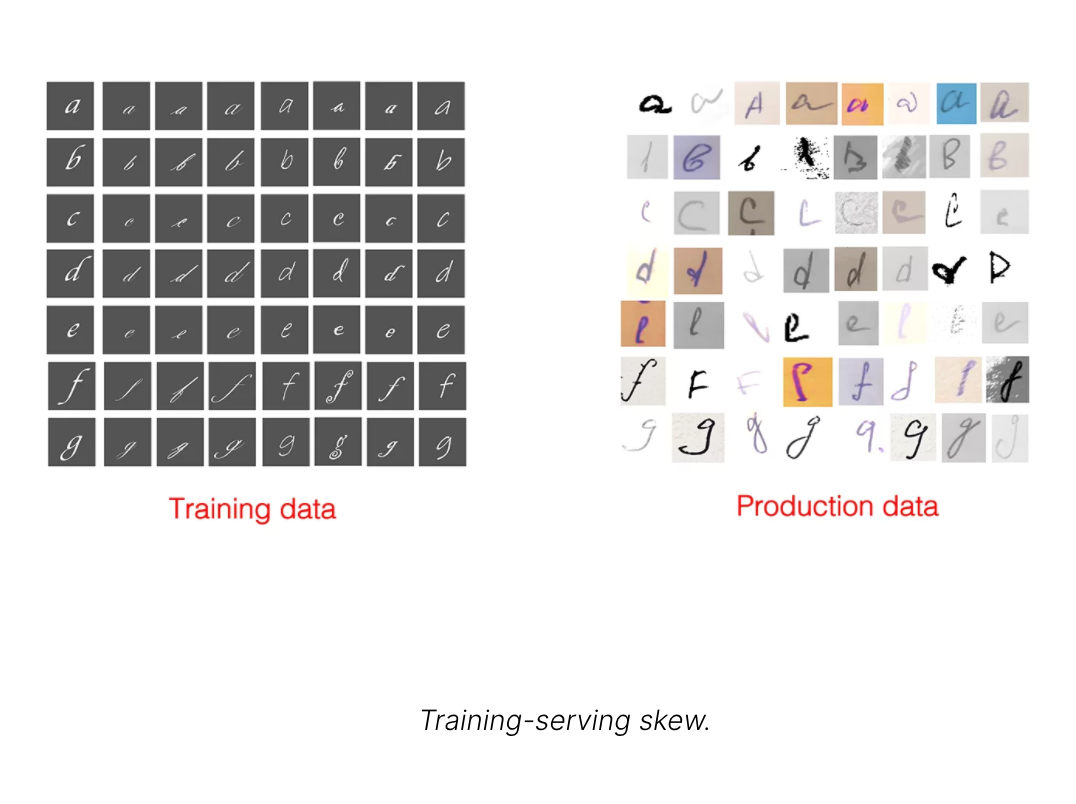 a a a a a a a a
b b b b b b b b
c e e c c c c c
d d d d d d d d
e e e e e e e e
f f f f f f f f
g g g g g g g g
Training data
a a A a a a a a
B b B B
c C C C c e
d d d d d d D
e e e e
f F F f f f
g g g g g. g g g
Production data
Training-serving skew.